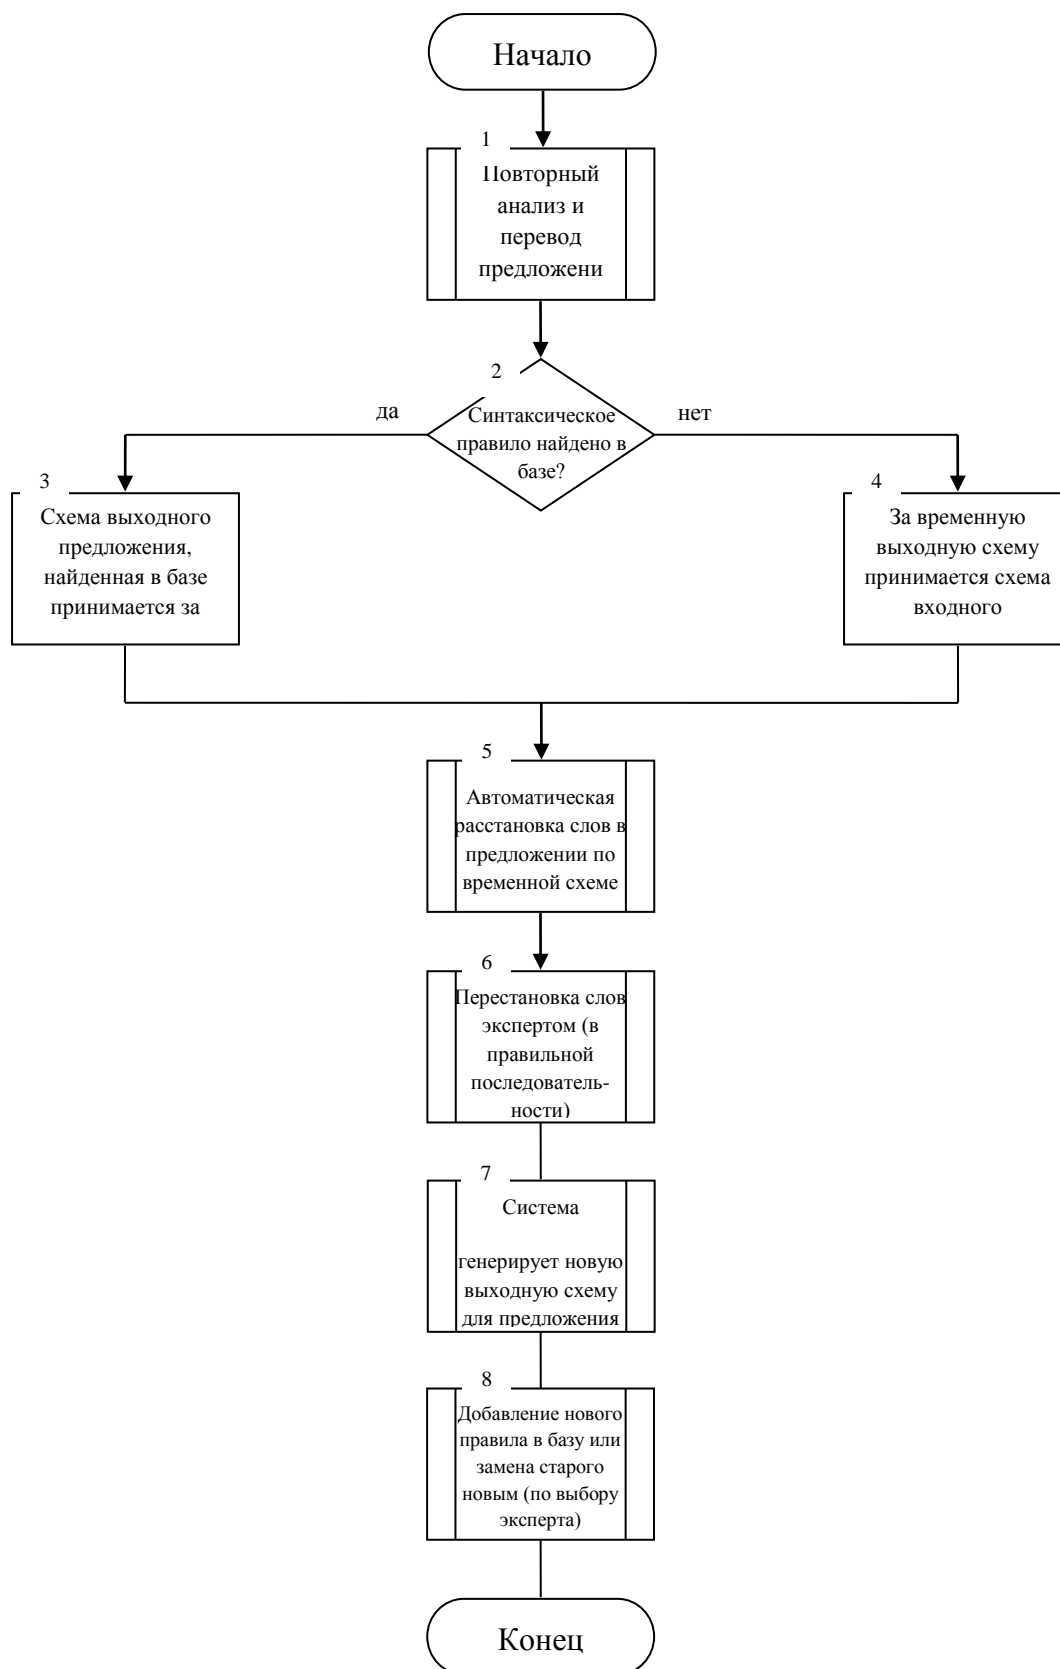 Начало
1
Повторный
анализ и
перевод
предложени
2
Синтаксическое
правило найдено в
базе?
да
нет
3
Схема выходного
предложения,
найденная в базе
принимается за
4
За временную
выходную схему
принимается схема
входного
5
Автоматическая
расстановка слов в
предложении по
временной схеме
6
Перестановка слов
экспертом (в
правильной
последователь-
ности)
7
Система
генерирует новую
выходную схему
для предложения
8
Добавление нового
правила в базу или
замена старого
новым (по выбору
эксперта)
Конец